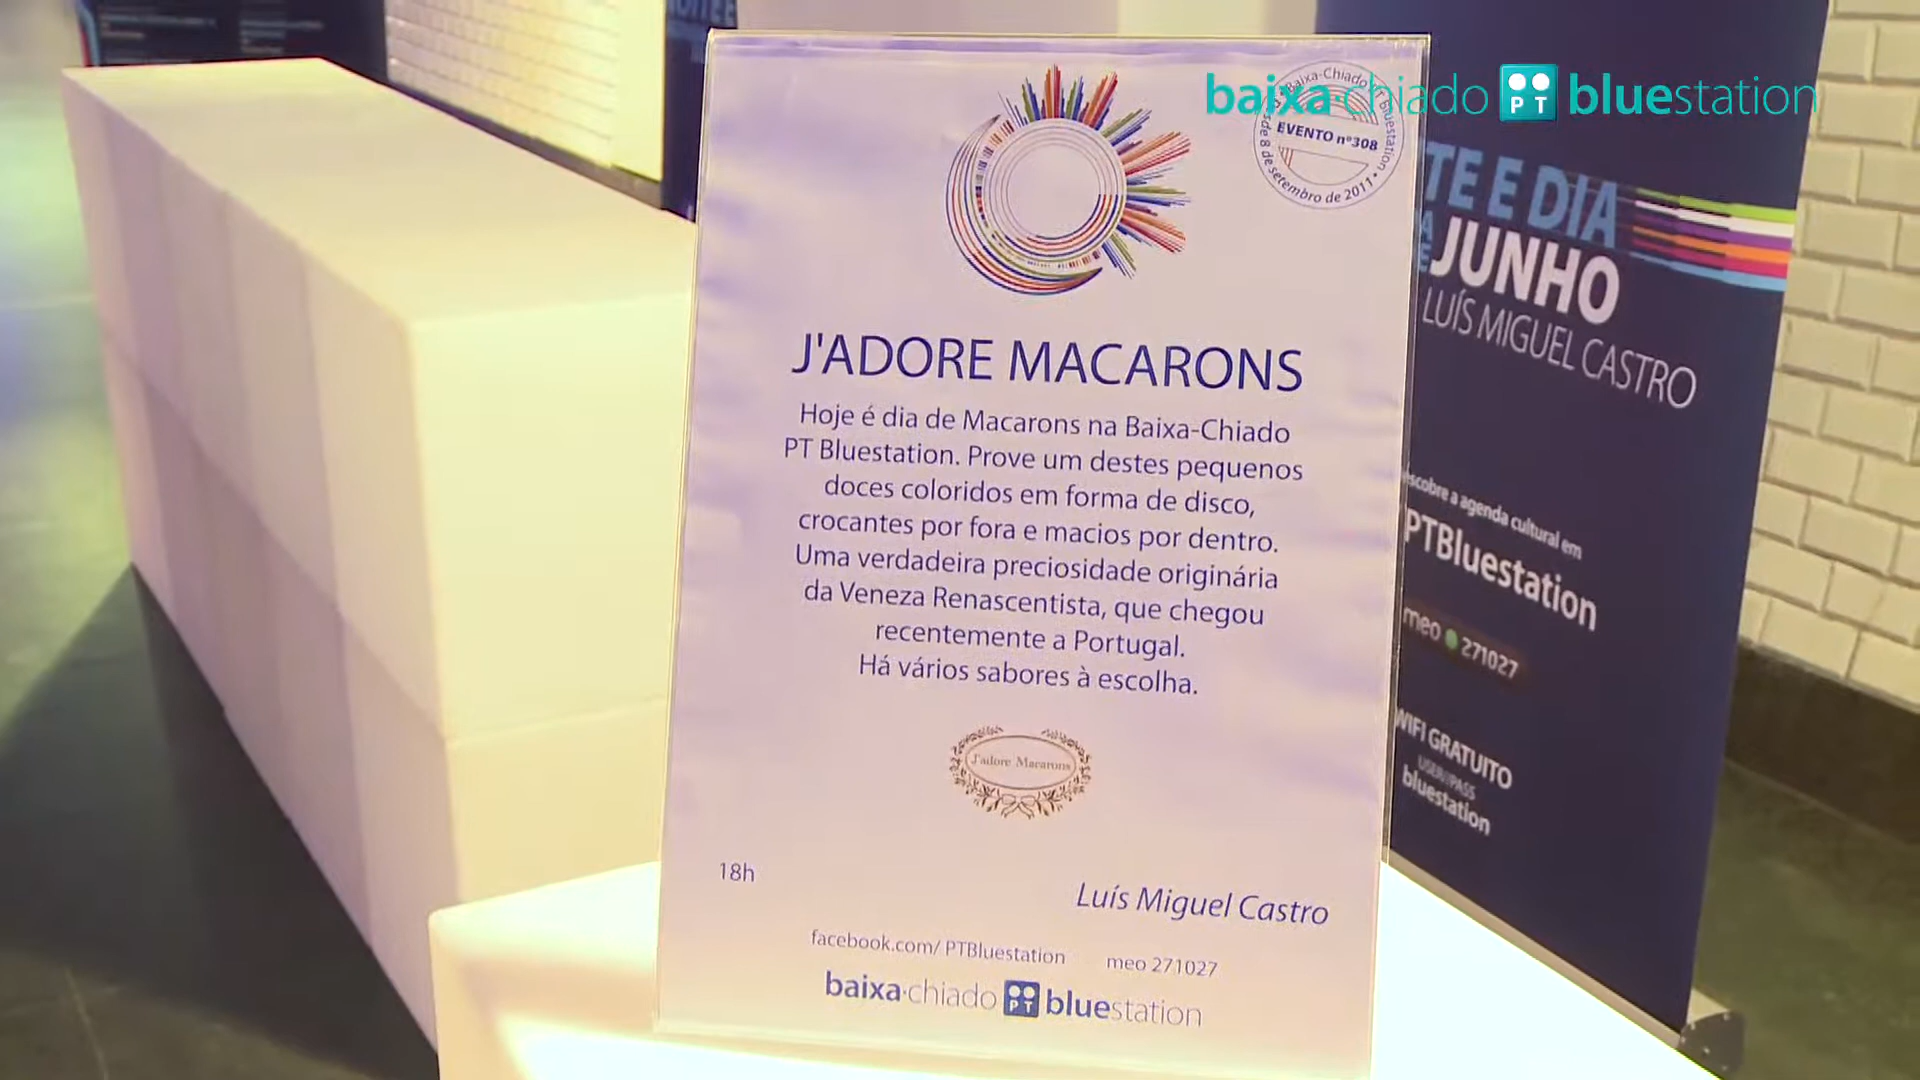 baixa·chiado PT bluestation
Baixa-Chiado PT Bluestation •
EVENTO nº308
desde 8 de setembro de 2011 •
J'ADORE MACARONS
Hoje é dia de Macarons na Baixa-Chiado
PT Bluestation. Prove um destes pequenos
doces coloridos em forma de disco,
crocantes por fora e macios por dentro.
Uma verdadeira preciosidade originária
da Veneza Renascentista, que chegou
recentemente a Portugal.
Há vários sabores à escolha.
J'adore Macarons
18h
Luís Miguel Castro
facebook.com/ PTBluestation meo 271027
baixa·chiado PT bluestation
E DIA
JUNHO
LUÍS MIGUEL CASTRO
a agenda cultural em
PTBluestation
meo 271027
WIFI GRATUITO
USER/PASS
bluestation